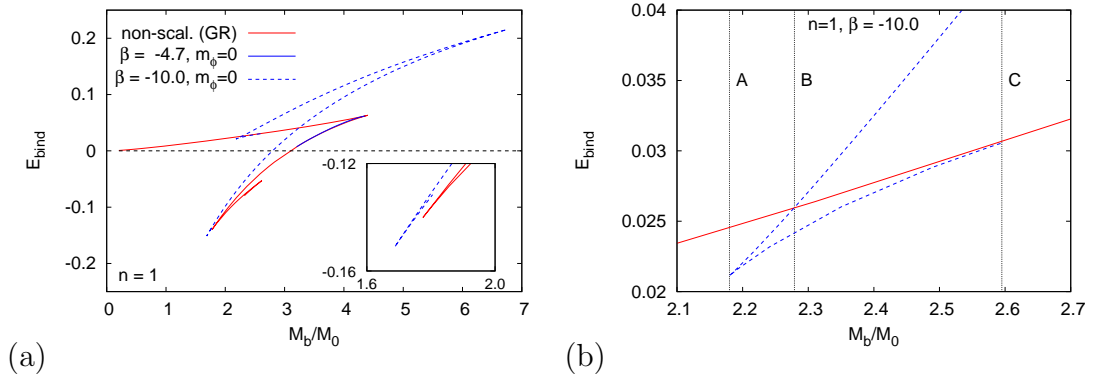 non-scal. (GR)
β = -4.7, mϕ=0
β = -10.0, mϕ=0
0.2
0.1
0
-0.1
-0.2
E_bind
n = 1
-0.12
-0.16
1.6
2.0
0 1 2 3 4 5 6 7
M_b/M_0
(a)
n=1, β = -10.0
0.04
0.035
0.03
0.025
0.02
E_bind
A B C
2.1 2.2 2.3 2.4 2.5 2.6 2.7
M_b/M_0
(b)